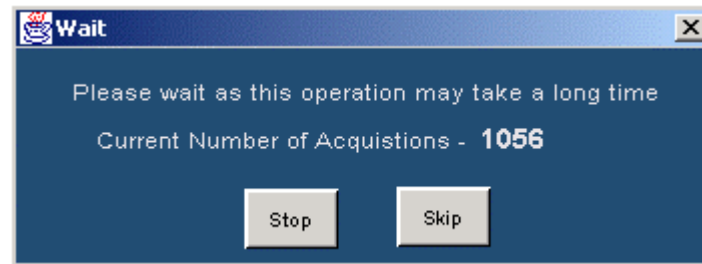 Wait
Please wait as this operation may take a long time
Current Number of Acquistions - 1056
Stop Skip